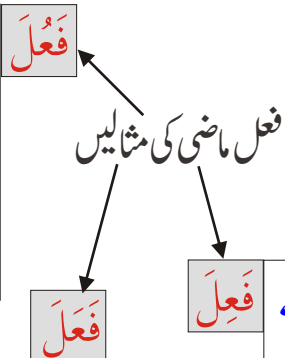 فَعُلَ
فعل ماضی کی مثالیں
فَعِلَ
فَعَلَ